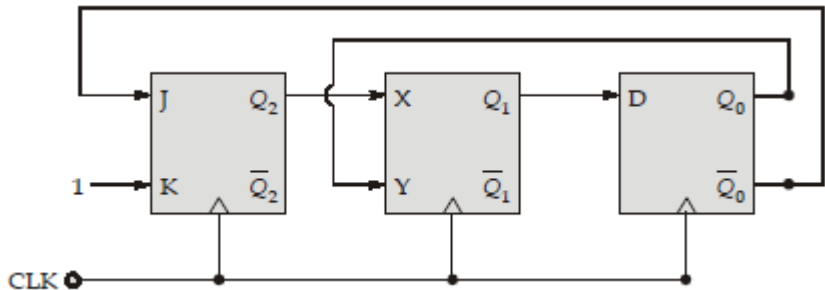 J Q₂ X Q₁ D Q₀
1 K Q̅₂ Y Q̅₁ Q̅₀
CLK